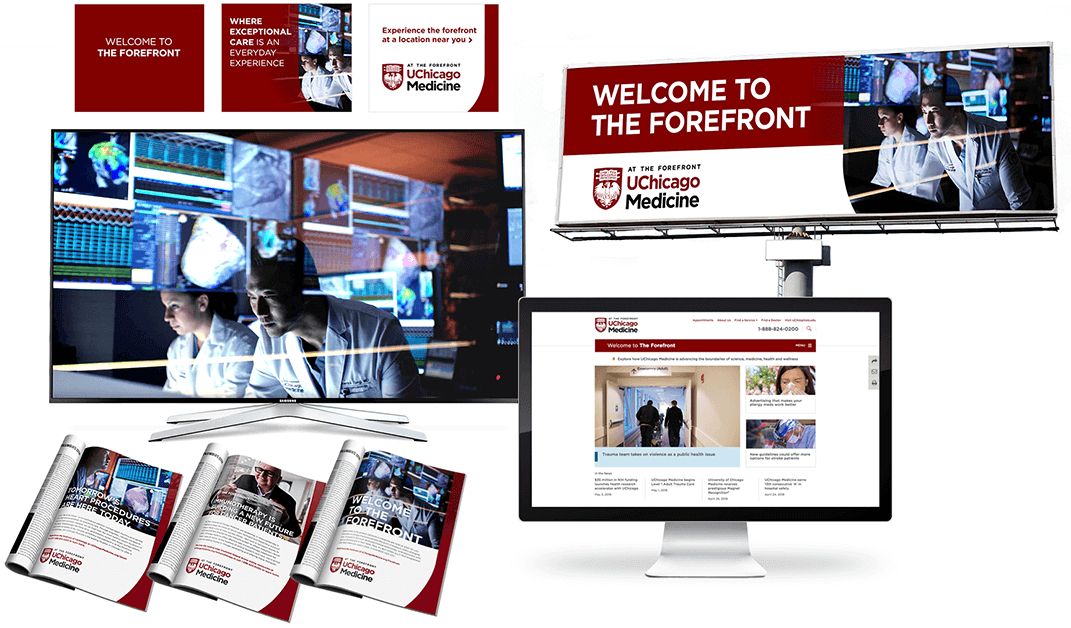 WELCOME TO
THE FOREFRONT
WHERE
EXCEPTIONAL
CARE IS AN
EVERYDAY
EXPERIENCE
Experience the forefront
at a location near you >
AT THE FOREFRONT
UChicago
Medicine
WELCOME TO
THE FOREFRONT
AT THE FOREFRONT
UChicago
Medicine
SAMSUNG
AT THE FOREFRONT
UChicago
Medicine
Appointments About Us Find a Service Find a Doctor Visit UChicago.edu
1-888-824-0200
Welcome to The Forefront
MENU
Explore how UChicago Medicine is advancing the boundaries of science, medicine, health and wellness
Emergency (Adult)
Trauma team takes on violence as a public health issue
Advertising that makes your
allergy meds work better
New guidelines could offer more
options for stroke patients
In the News
$35 million in NIH funding
launches health research
accelerator with UChicago
May 3, 2018
UChicago Medicine begins
Level 1 Adult Trauma Care
May 1, 2018
University of Chicago
Medicine receives
prestigious Magnet
Recognition®
April 26, 2018
UChicago Medicine earns
13th consecutive 'A' in
hospital safety
April 24, 2018
TOMORROW'S
HEART PROCEDURES
ARE HERE TODAY.
AT THE FOREFRONT
UChicago
Medicine
IMMUNOTHERAPY IS
A NEW FUTURE
AT THE FOREFRONT
UChicago
Medicine
WELCOME
TO THE
FOREFRONT
AT THE FOREFRONT
UChicago
Medicine